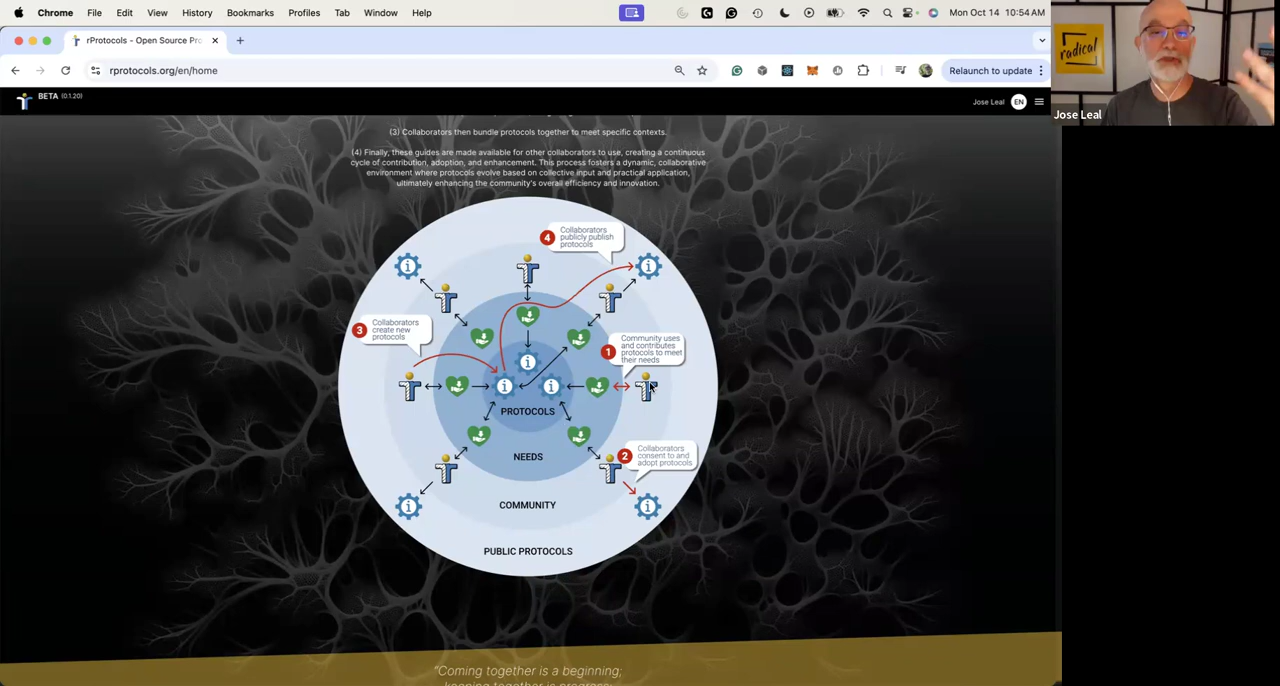 Chrome File Edit View History Bookmarks Profiles Tab Window Help Mon Oct 14 10:54 AM
rProtocols - Open Source Pro
rprotocols.org/en/home
Relaunch to update
BETA (0.1.20)
Jose Leal EN
radical
Jose Leal
(3) Collaborators then bundle protocols together to meet specific contexts.
(4) Finally, these guides are made available for other collaborators to use, creating a continuous
cycle of contribution, adoption, and enhancement. This process fosters a dynamic, collaborative
environment where protocols evolve based on collective input and practical application,
ultimately enhancing the community's overall efficiency and innovation.
4
Collaborators
publicly publish
protocols
3
Collaborators
create new
protocols
1
Community uses
and contributes
protocols to meet
their needs
PROTOCOLS
2
Collaborators
consent to and
adopt protocols
NEEDS
COMMUNITY
PUBLIC PROTOCOLS
"Coming together is a beginning;
keeping together is progress;